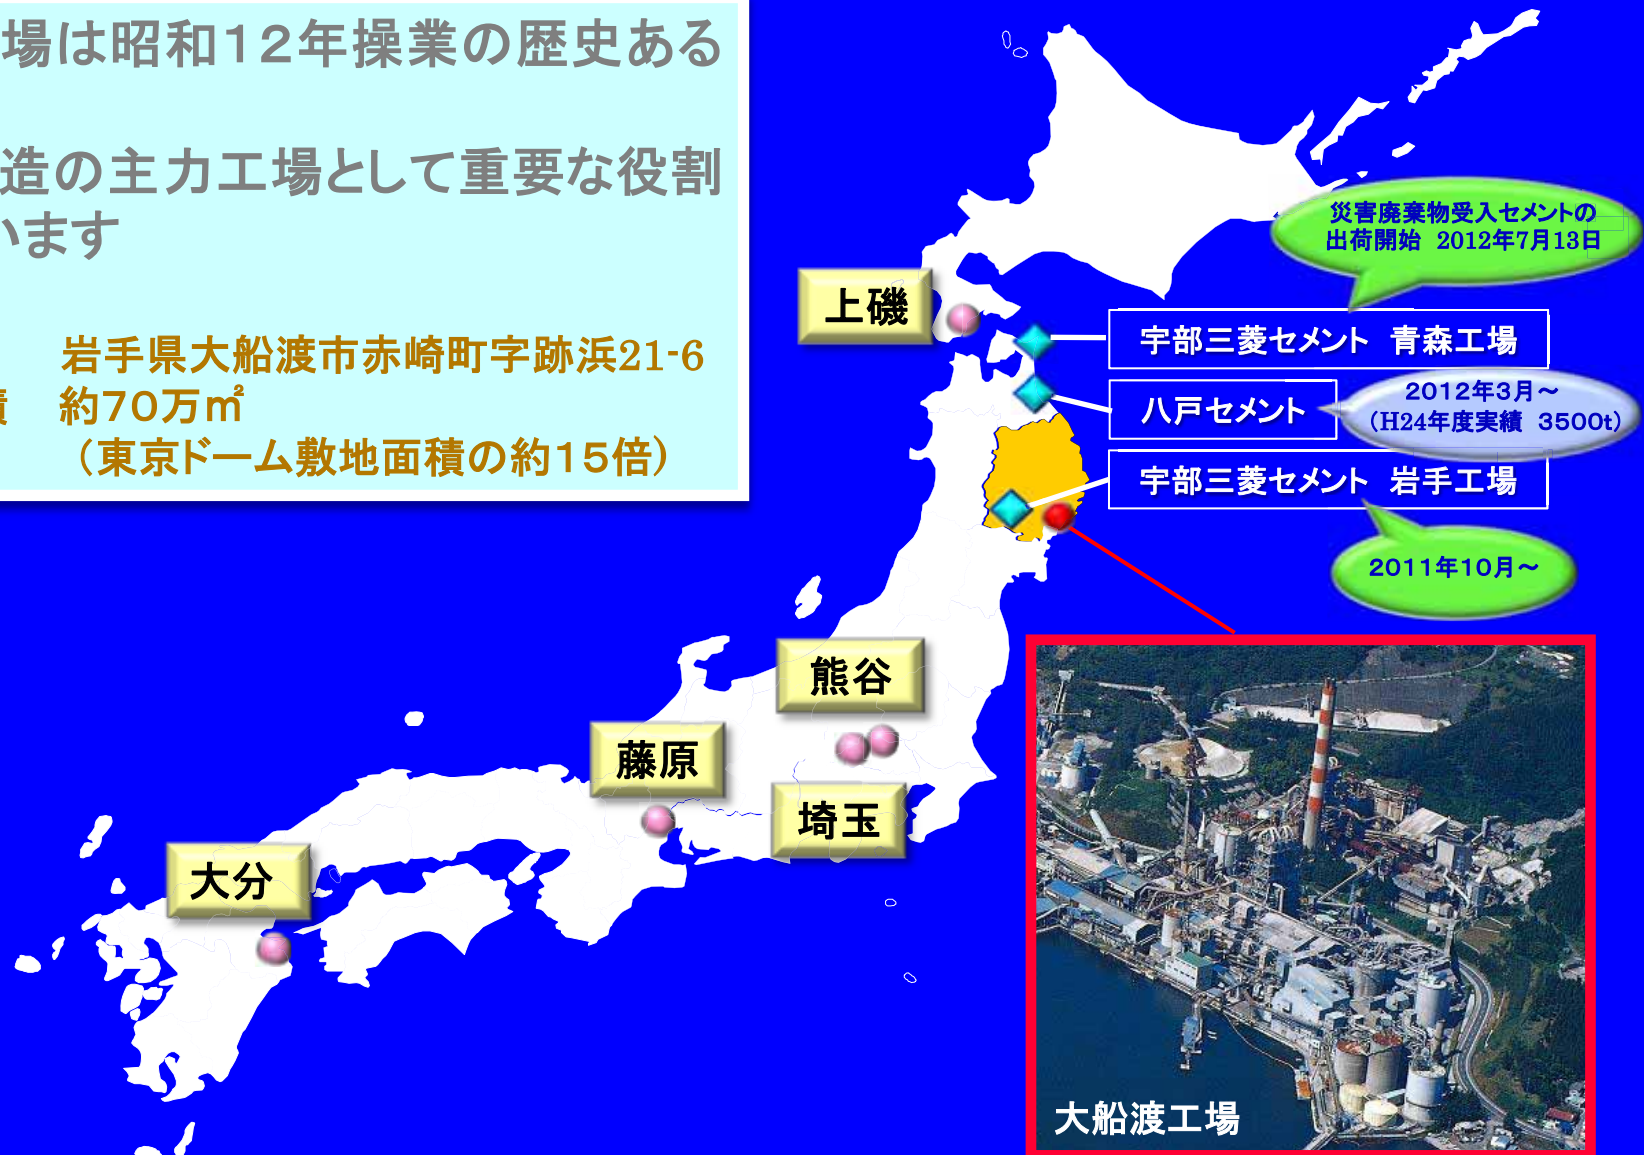 場は昭和12年操業の歴史ある
造の主力工場として重要な役割
います
岩手県大船渡市赤崎町字跡浜21-6
積　約70万㎡
（東京ドーム敷地面積の約15倍）
災害廃棄物受入セメントの
出荷開始 2012年7月13日
上磯
宇部三菱セメント 青森工場
八戸セメント
2012年3月～
（H24年度実績 3500t）
宇部三菱セメント 岩手工場
2011年10月～
熊谷
藤原
埼玉
大分
大船渡工場